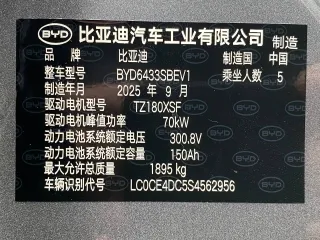 BYD 比亚迪汽车工业有限公司 制造
品 牌 比亚迪 制造国 中国
整车型号 BYD6433SBEV1 乘坐人数 5
制造年月 2025 年 9 月
驱动电机型号 TZ180XSF
驱动电机峰值功率 70kW
动力电池系统额定电压 300.8V
动力电池系统额定容量 150Ah
最大允许总质量 1895 kg
车辆识别代号 LC0CE4DC5S4562956